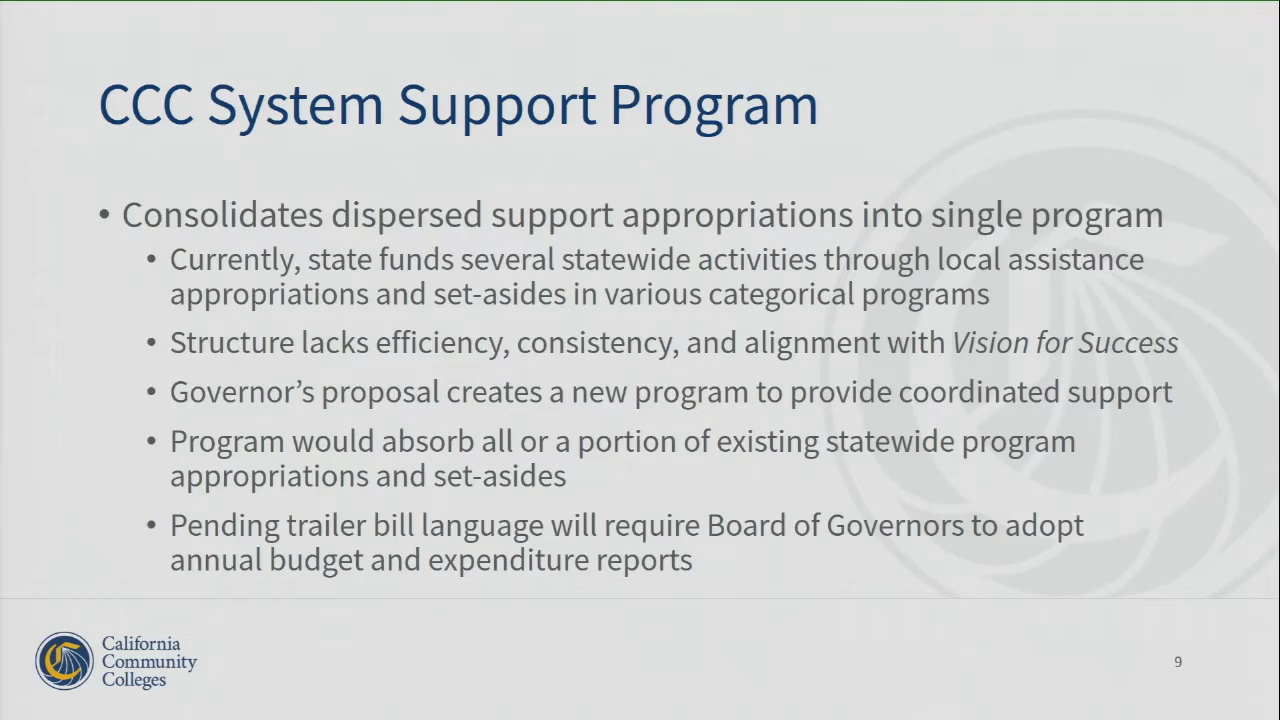 CCC System Support Program
• Consolidates dispersed support appropriations into single program
• Currently, state funds several statewide activities through local assistance
appropriations and set-asides in various categorical programs
• Structure lacks efficiency, consistency, and alignment with Vision for Success
• Governor’s proposal creates a new program to provide coordinated support
• Program would absorb all or a portion of existing statewide program
appropriations and set-asides
• Pending trailer bill language will require Board of Governors to adopt
annual budget and expenditure reports
California
Community
Colleges
9